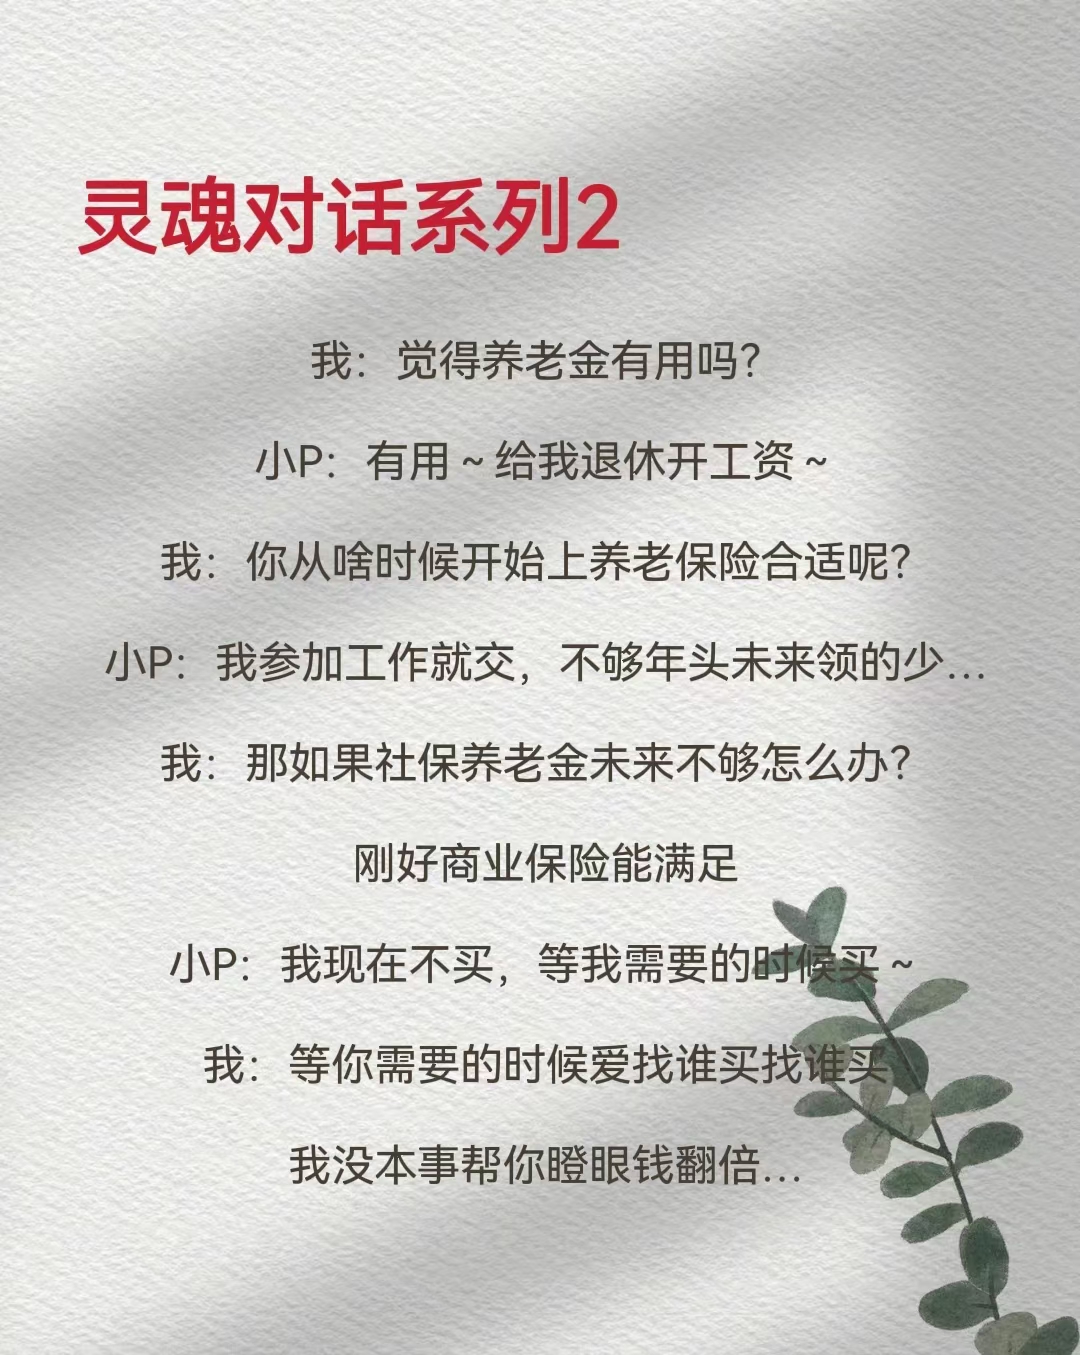 灵魂对话系列2
我：觉得养老金有用吗？
小P：有用～给我退休开工资～
我：你从啥时候开始上养老保险合适呢？
小P：我参加工作就交，不够年头未来领的少...
我：那如果社保养老金未来不够怎么办？
刚好商业保险能满足
小P：我现在不买，等我需要的时候买～
我：等你需要的时候爱找谁买找谁买
我没本事帮你瞪眼钱翻倍...